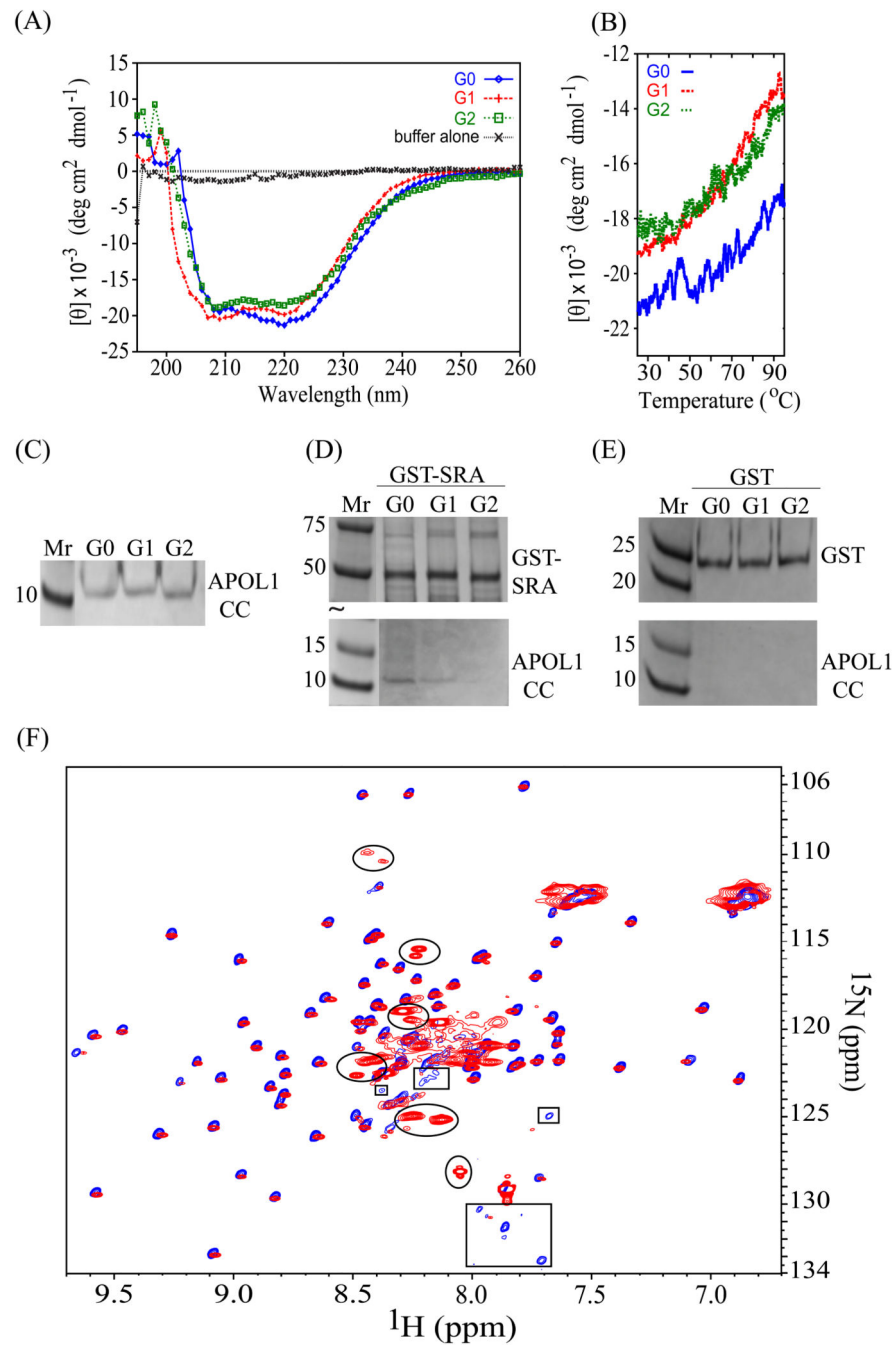 (A)
G0
G1
G2
buffer alone
15
10
5
0
-5
-10
-15
-20
-25
[θ] x 10⁻³ (deg cm² dmol⁻¹)
200 210 220 230 240 250 260
Wavelength (nm)
(B)
G0
G1
G2
-12
-14
-16
-18
-20
-22
[θ] x 10⁻³ (deg cm² dmol⁻¹)
30 50 70 90
Temperature (°C)
(C)
Mr G0 G1 G2
10
APOL1
CC
(D)
GST-SRA
Mr G0 G1 G2
75
50
GST-
SRA
~
15
10
APOL1
CC
(E)
GST
Mr G0 G1 G2
25
20
GST
15
10
APOL1
CC
(F)
106
110
115
120
125
130
134
¹⁵N (ppm)
9.5 9.0 8.5 8.0 7.5 7.0
¹H (ppm)